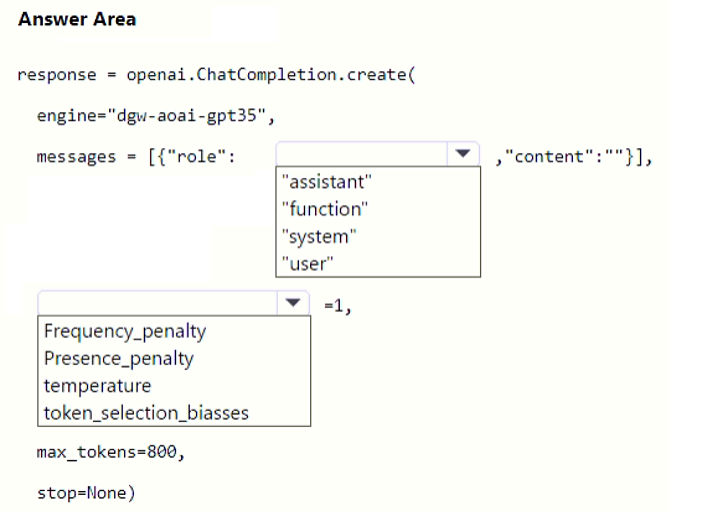 Answer Area
response = openai.ChatCompletion.create(
engine="dgw-aoai-gpt35",
messages = [{"role": ,"content":""}],
"assistant"
"function"
"system"
"user"
=1,
Frequency_penalty
Presence_penalty
temperature
token_selection_biasses
max_tokens=800,
stop=None)